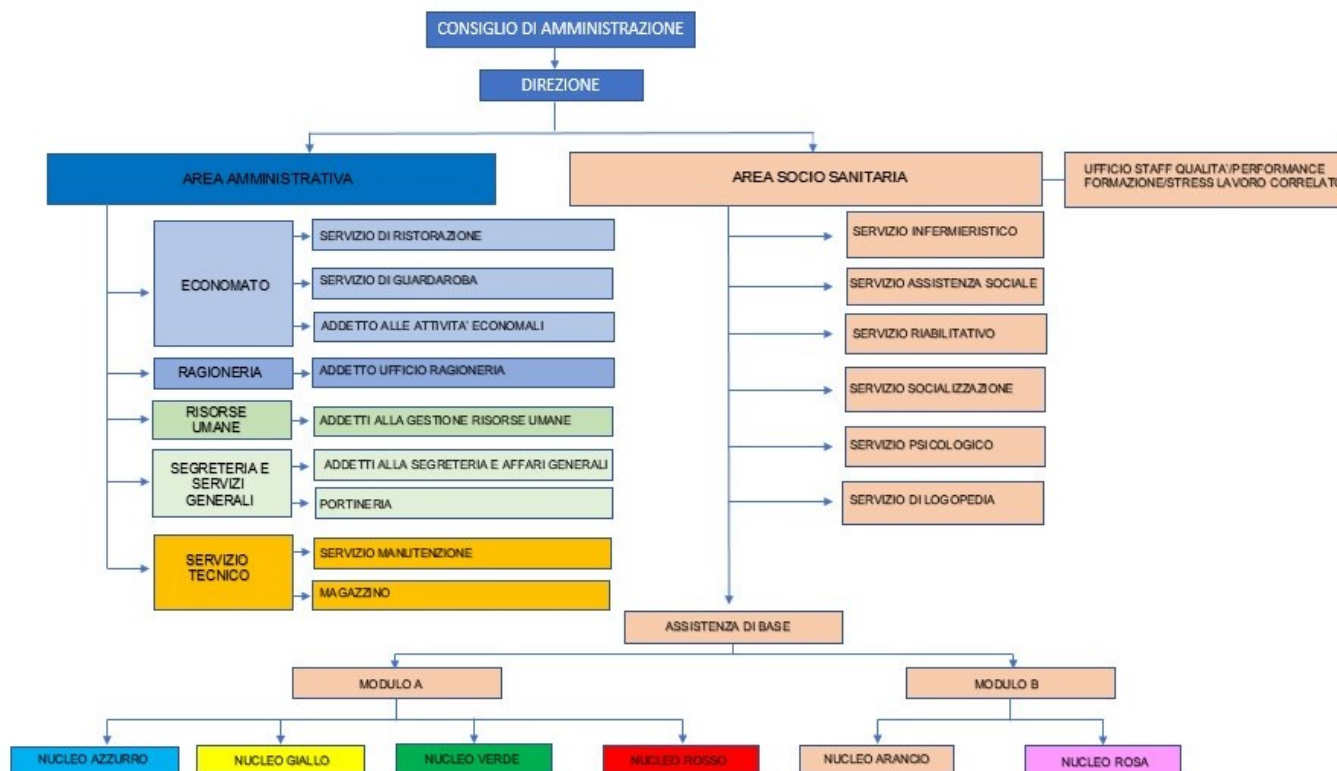 CONSIGLIO DI AMMINISTRAZIONE
DIREZIONE
AREA AMMINISTRATIVA
AREA SOCIO SANITARIA
UFFICIO STAFF QUALITA'/PERFORMANCE
FORMAZIONE/STRESS LAVORO CORRELATO
ECONOMATO
SERVIZIO DI RISTORAZIONE
SERVIZIO DI GUARDAROBA
ADDETTO ALLE ATTIVITA' ECONOMALI
RAGIONERIA
ADDETTO UFFICIO RAGIONERIA
RISORSE
UMANE
ADDETTI ALLA GESTIONE RISORSE UMANE
SEGRETERIA E
SERVIZI
GENERALI
ADDETTI ALLA SEGRETERIA E AFFARI GENERALI
PORTINERIA
SERVIZIO
TECNICO
SERVIZIO MANUTENZIONE
MAGAZZINO
SERVIZIO INFERMIERISTICO
SERVIZIO ASSISTENZA SOCIALE
SERVIZIO RIABILITATIVO
SERVIZIO SOCIALIZZAZIONE
SERVIZIO PSICOLOGICO
SERVIZIO DI LOGOPEDIA
ASSISTENZA DI BASE
MODULO A
MODULO B
NUCLEO AZZURRO
NUCLEO GIALLO
NUCLEO VERDE
NUCLEO ROSSO
NUCLEO ARANCIO
NUCLEO ROSA